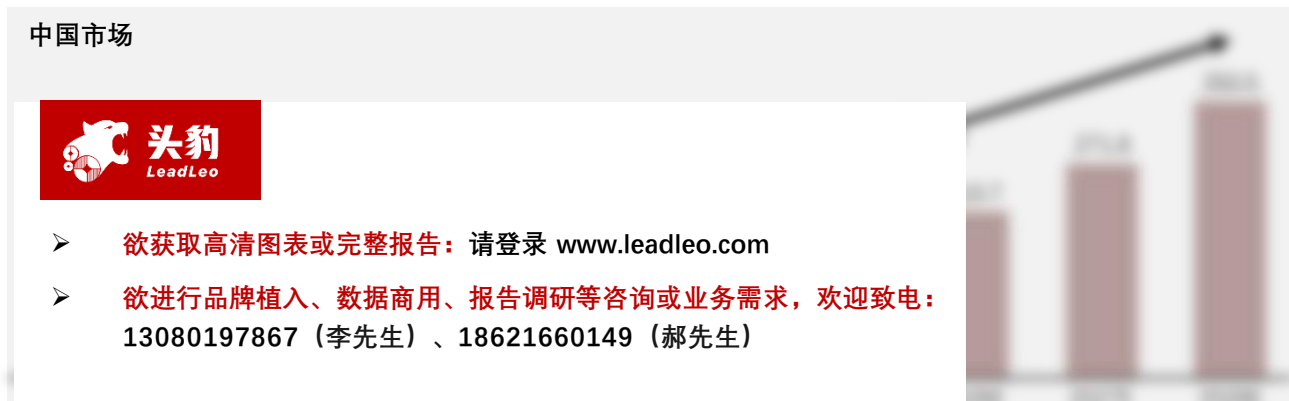 中国市场
头豹
LeadLeo
➢ 欲获取高清图表或完整报告：请登录 www.leadleo.com
➢ 欲进行品牌植入、数据商用、报告调研等咨询或业务需求，欢迎致电：
13080197867（李先生）、18621660149（郝先生）